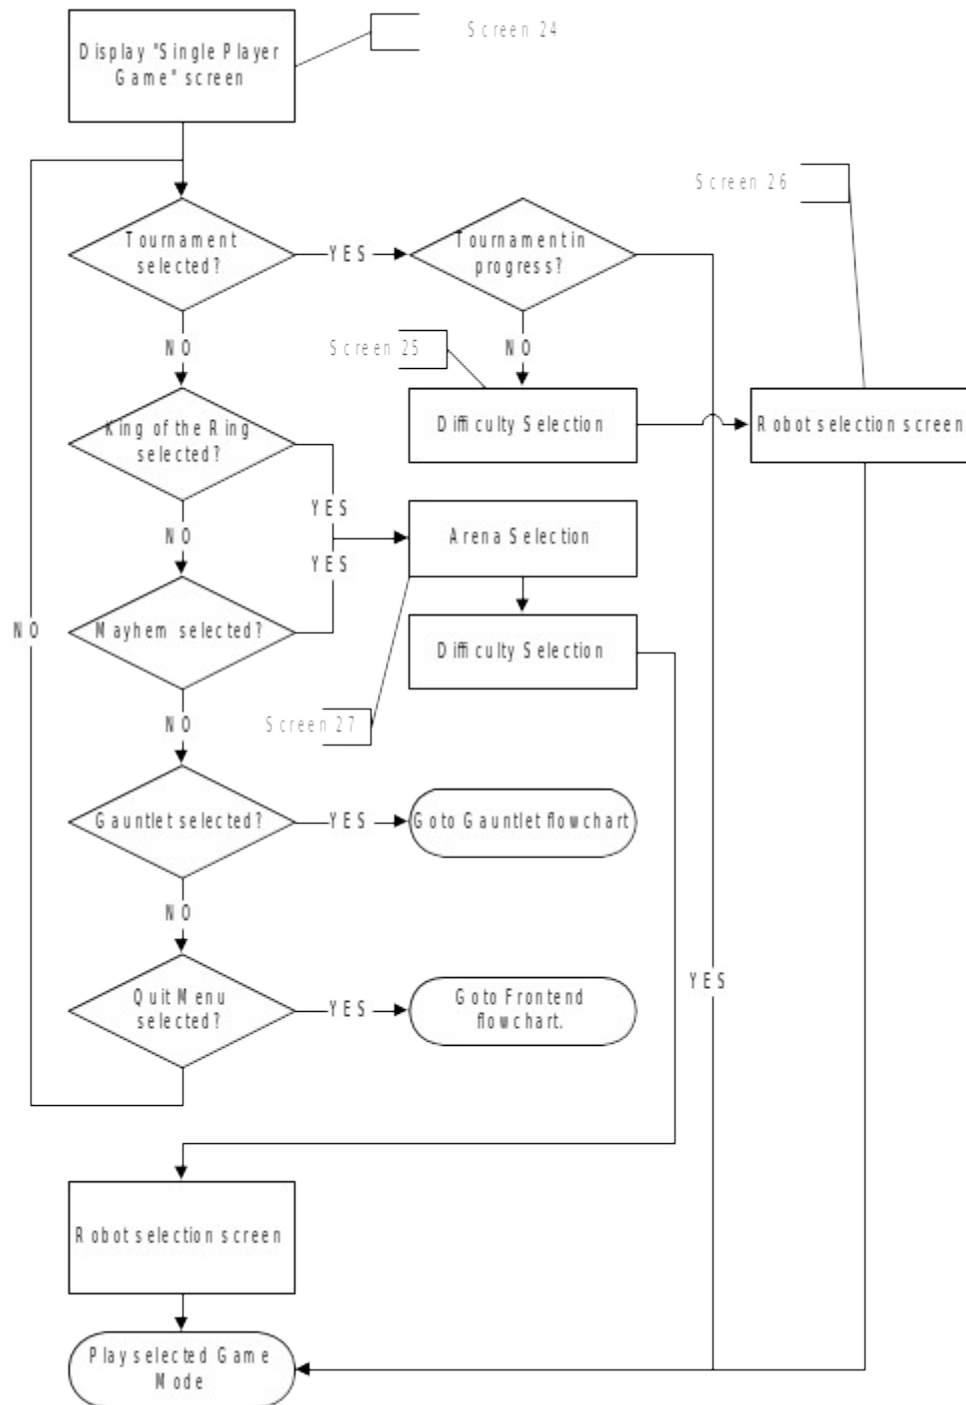 Display "Single Player
Game" screen
Screen 24
Screen 26
Tournament
selected?
YES
Tournament in
progress?
NO
Screen 25
NO
King of the Ring
selected?
Difficulty Selection
Robot selection screen
YES
NO
Arena Selection
YES
NO
Mayhem selected?
Difficulty Selection
NO
Screen 27
Gauntlet selected?
YES
Goto Gauntlet flowchart
NO
YES
Quit Menu
selected?
YES
Goto Frontend
flowchart.
Robot selection screen
Play selected Game
Mode